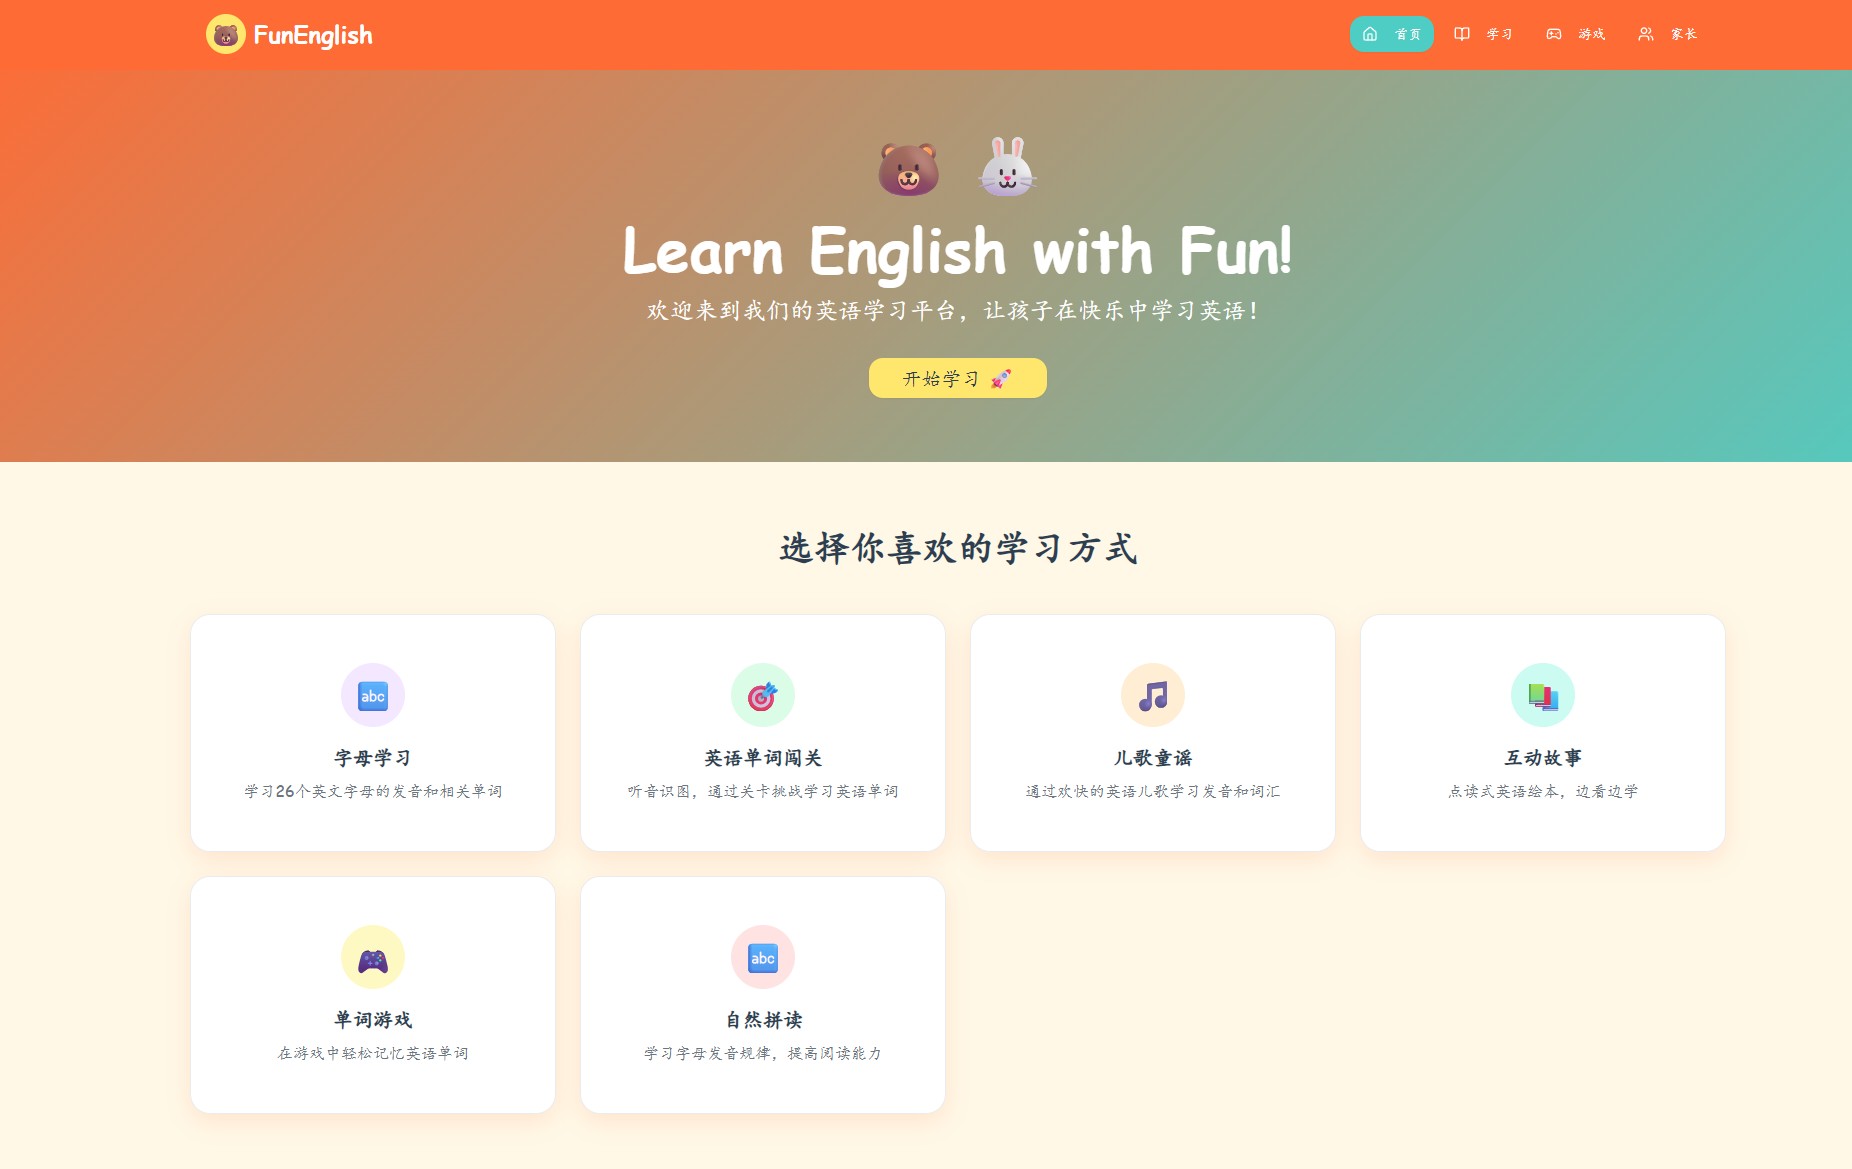 FunEnglish
首页
学习
游戏
家长
Learn English with Fun!
欢迎来到我们的英语学习平台，让孩子在快乐中学习英语！
开始学习 🚀
选择你喜欢的学习方式
abc
字母学习
学习26个英文字母的发音和相关单词
英语单词闯关
听音识图，通过关卡挑战学习英语单词
儿歌童谣
通过欢快的英语儿歌学习发音和词汇
互动故事
点读式英语绘本，边看边学
单词游戏
在游戏中轻松记忆英语单词
abc
自然拼读
学习字母发音规律，提高阅读能力